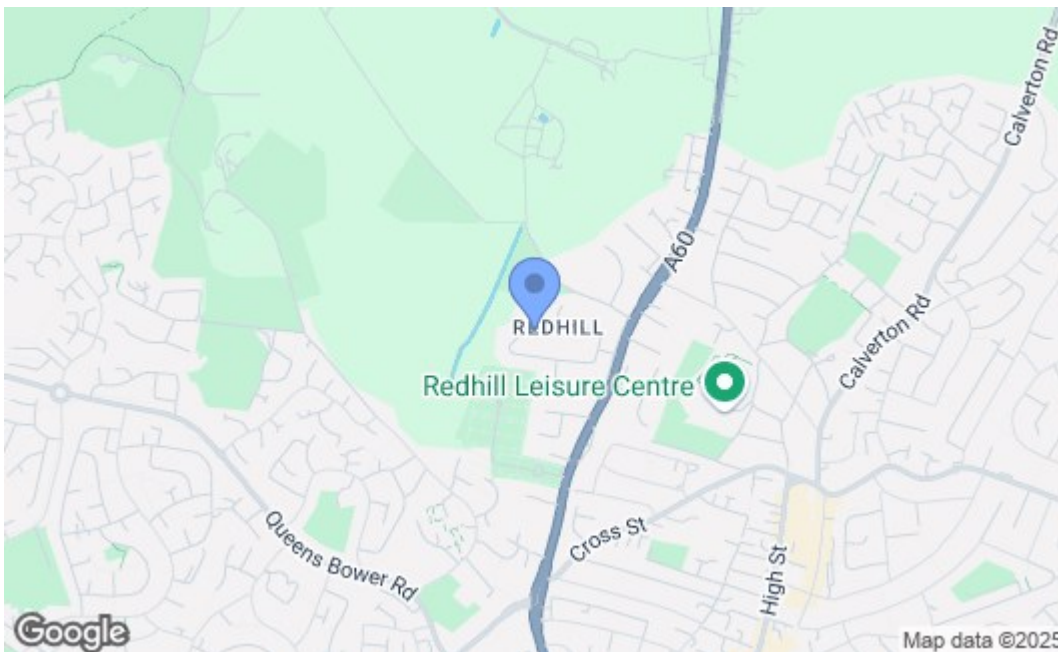 Calverton Rd
A60
REDHILL
Redhill Leisure Centre
Calverton Rd
Queens Bower Rd
Cross St
High St
Google
Map data ©2025